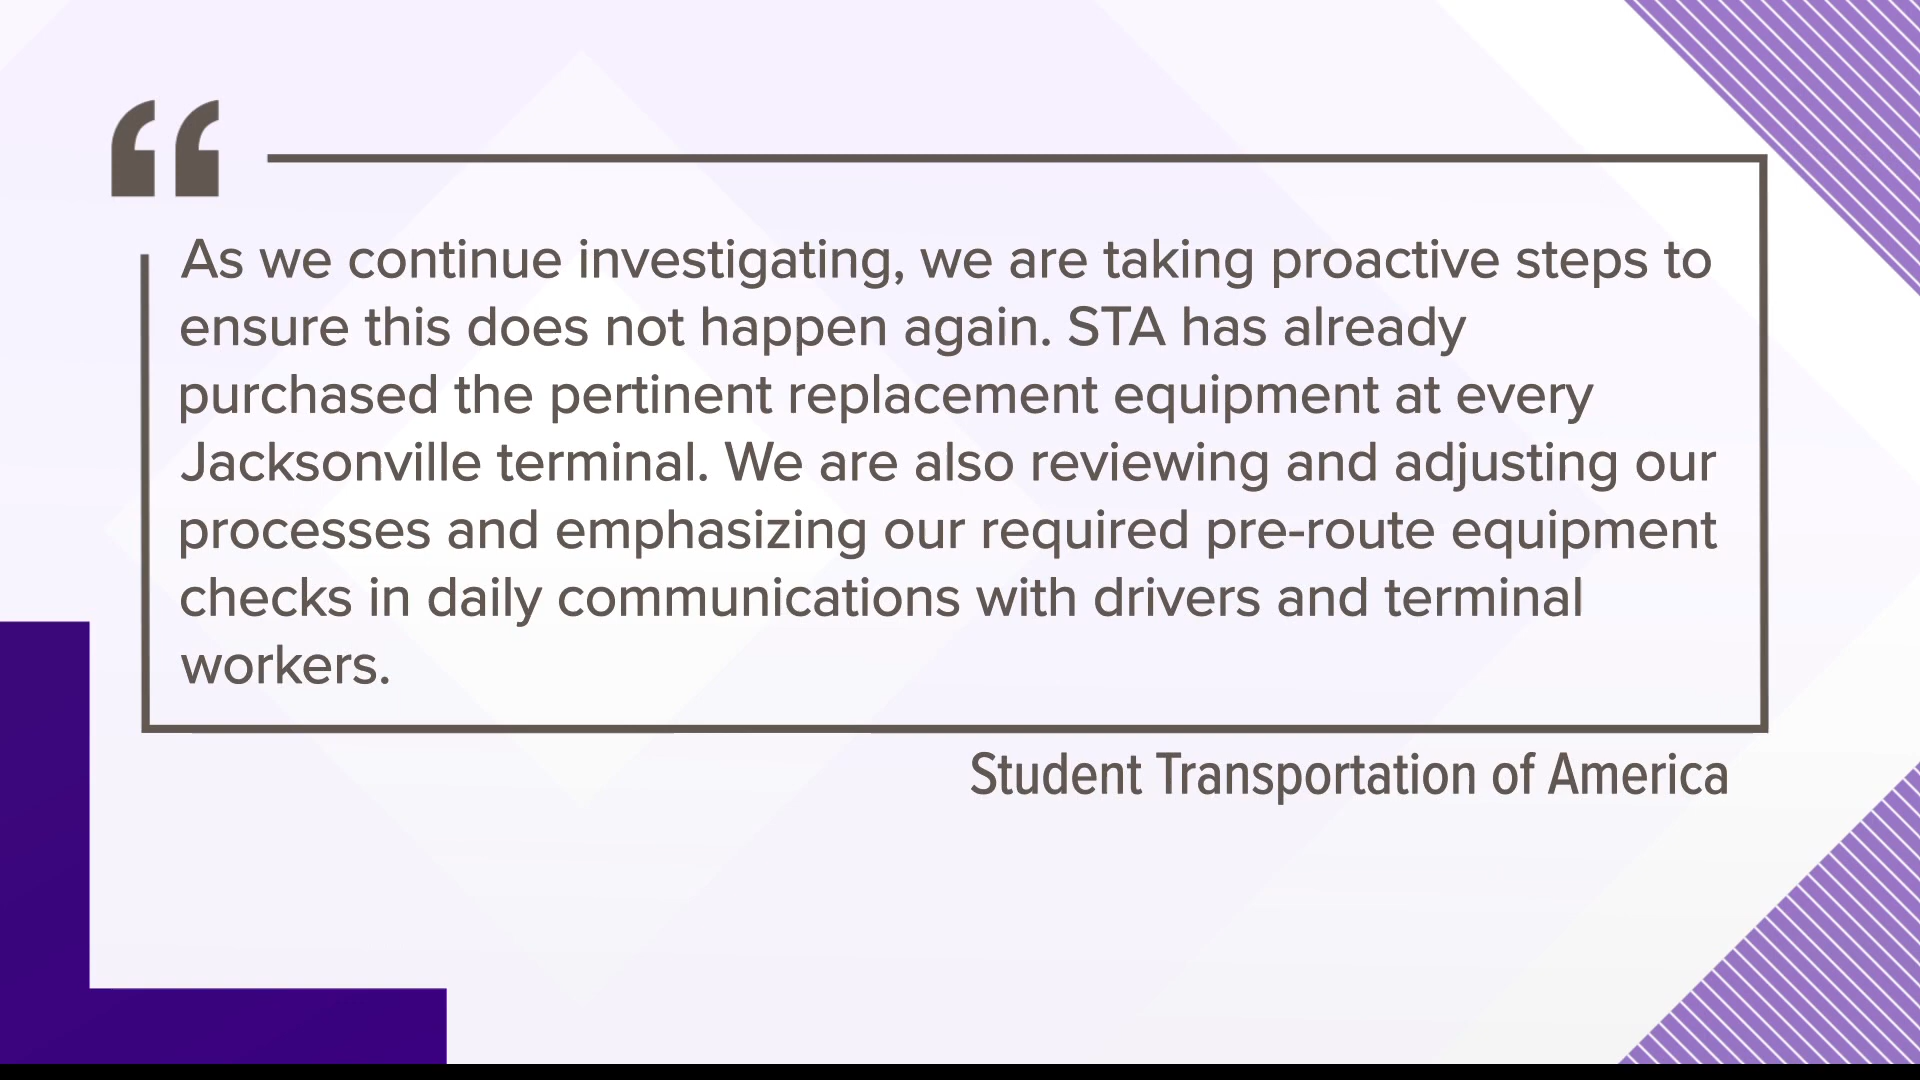 “
As we continue investigating, we are taking proactive steps to
ensure this does not happen again. STA has already
purchased the pertinent replacement equipment at every
Jacksonville terminal. We are also reviewing and adjusting our
processes and emphasizing our required pre-route equipment
checks in daily communications with drivers and terminal
workers.
Student Transportation of America